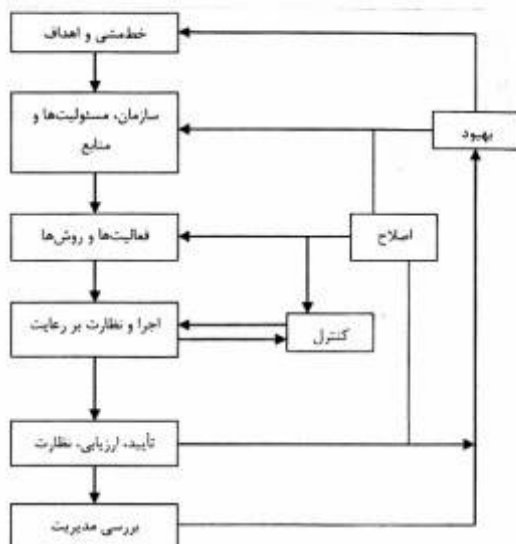 خط‌مشی و اهداف
سازمان، مسئولیت‌ها و
منابع
بهبود
فعالیت‌ها و روش‌ها
اصلاح
اجرا و نظارت بر رعایت
کنترل
تأیید، ارزیابی، نظارت
بررسی مدیریت